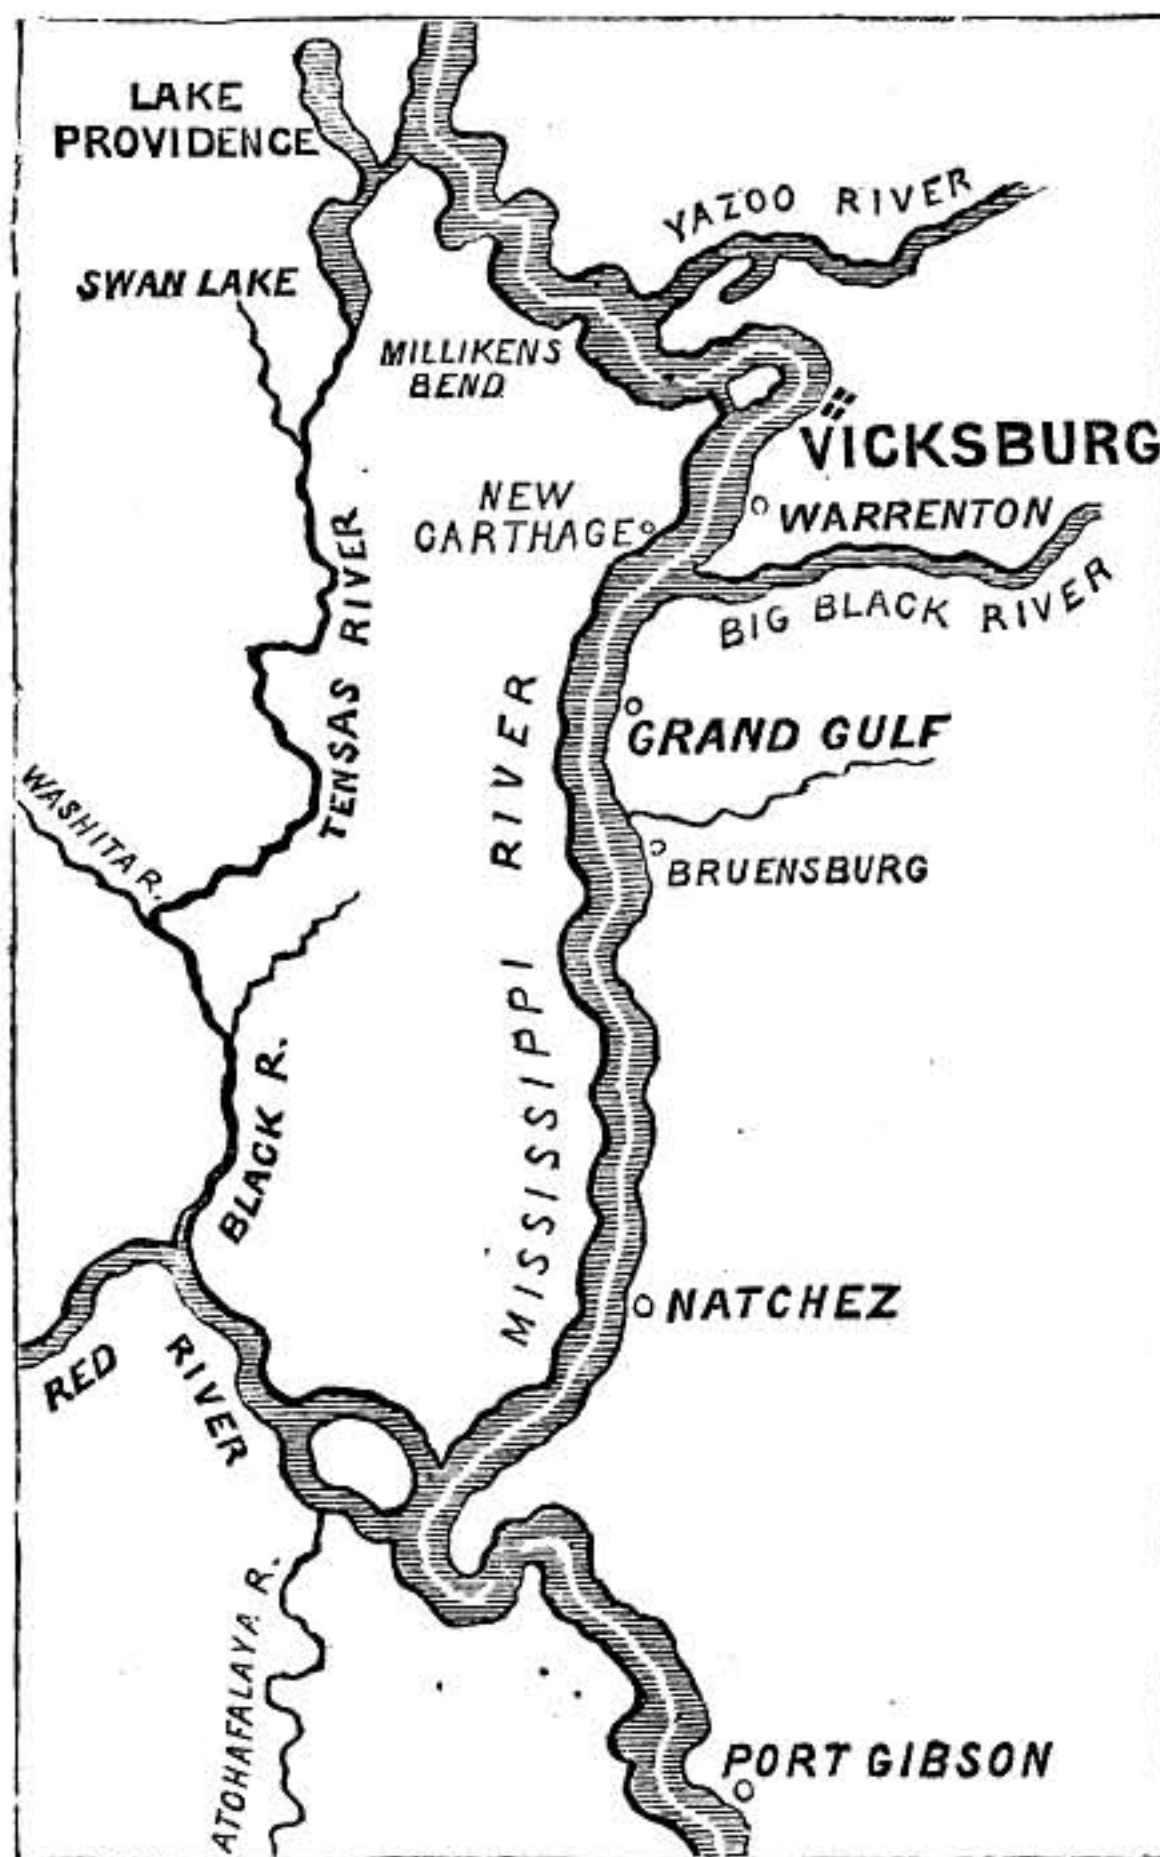 LAKE
PROVIDENCE
YAZOO RIVER
SWAN LAKE
MILLIKENS
BEND
VICKSBURG
NEW
CARTHAGE
WARRENTON
BIG BLACK RIVER
TENSAS RIVER
GRAND GULF
WASHITA R.
MISSISSIPPI RIVER
BRUENSBURG
BLACK R.
NATCHEZ
RED RIVER
ATOHAFALAYA R.
PORT GIBSON